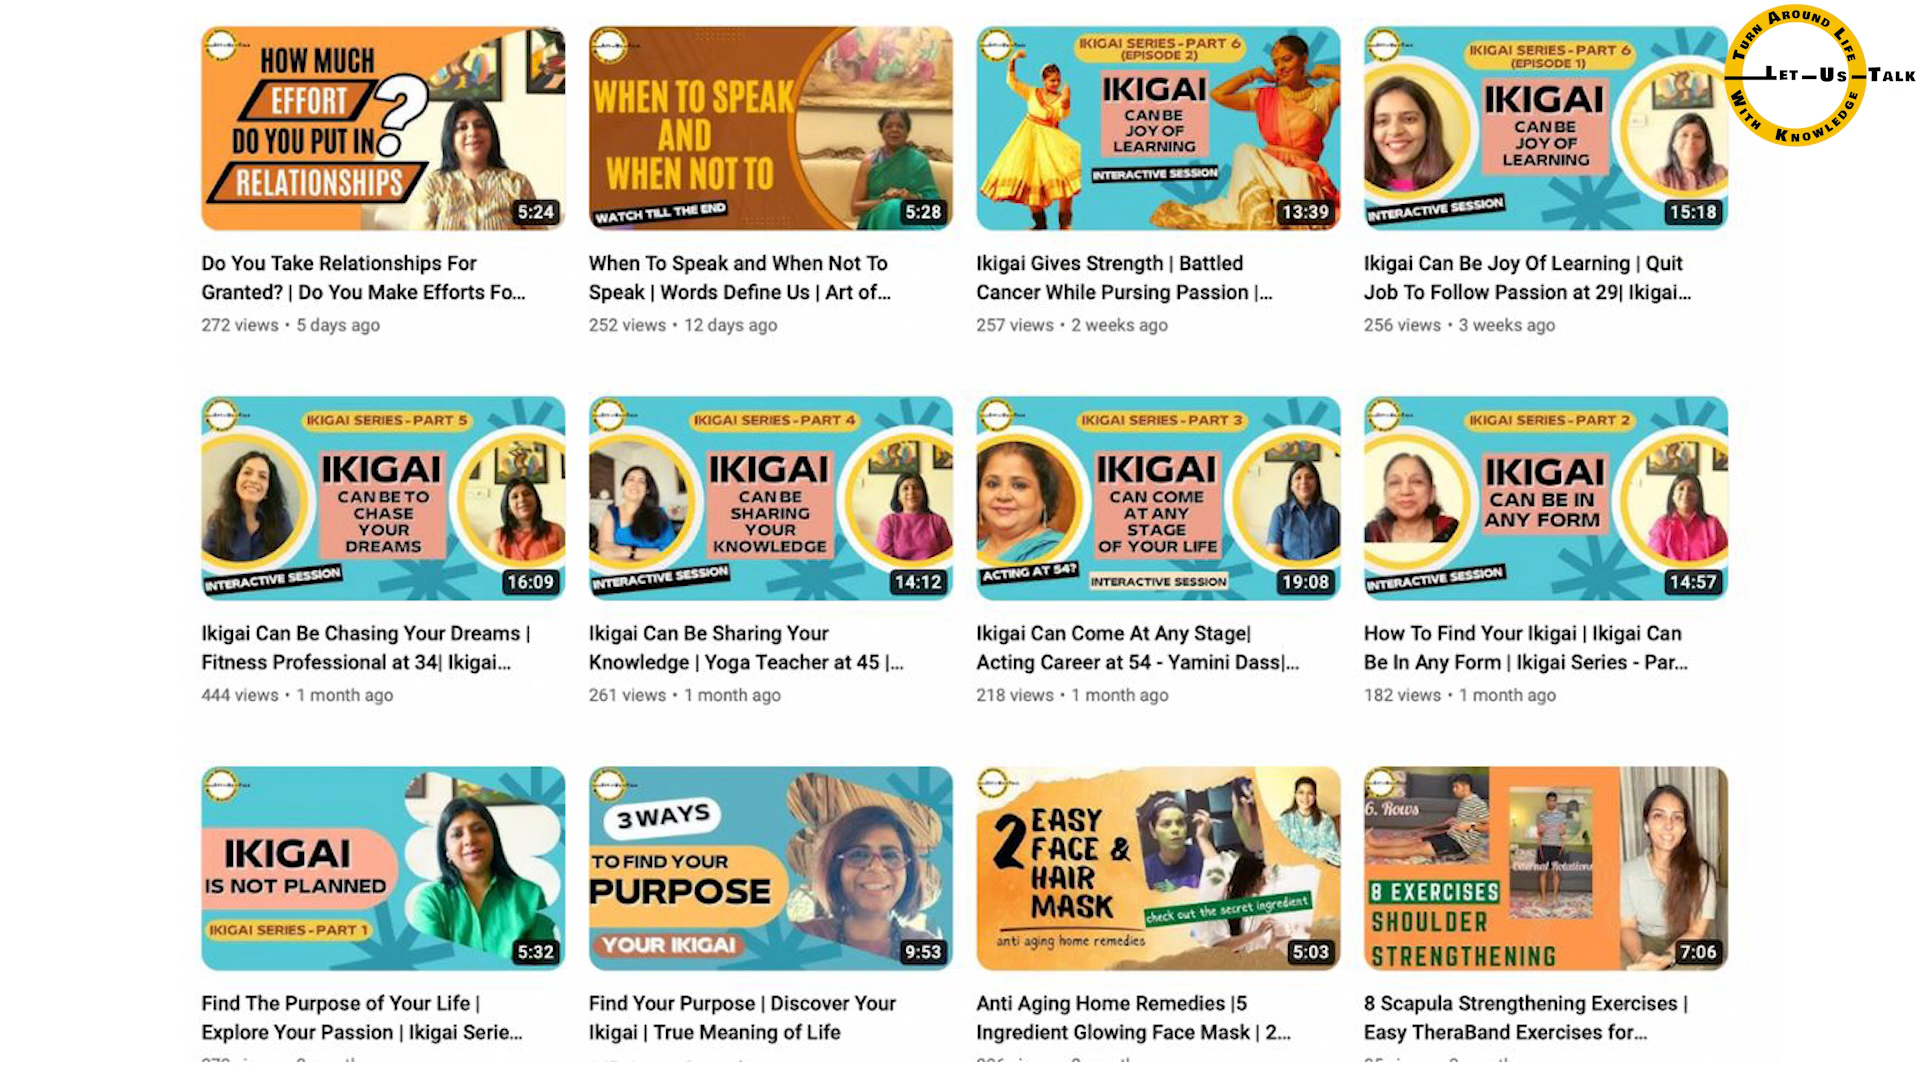 TURN AROUND LIFE
LET-US-TALK
WITH KNOWLEDGE
HOW MUCH
EFFORT
DO YOU PUT IN
?
RELATIONSHIPS
5:24
Do You Take Relationships For
Granted? | Do You Make Efforts Fo...
272 views • 5 days ago
WHEN TO SPEAK
AND
WHEN NOT TO
WATCH TILL THE END
5:28
When To Speak and When Not To
Speak | Words Define Us | Art of...
252 views • 12 days ago
IKIGAI SERIES - PART 6
(EPISODE 2)
IKIGAI
CAN BE
JOY OF
LEARNING
INTERACTIVE SESSION
13:39
Ikigai Gives Strength | Battled
Cancer While Pursing Passion |...
257 views • 2 weeks ago
IKIGAI SERIES - PART 6
(EPISODE 1)
IKIGAI
CAN BE
JOY OF
LEARNING
INTERACTIVE SESSION
15:18
Ikigai Can Be Joy Of Learning | Quit
Job To Follow Passion at 29| Ikigai...
256 views • 3 weeks ago
IKIGAI SERIES - PART 5
IKIGAI
CAN BE TO
CHASE
YOUR
DREAMS
INTERACTIVE SESSION
16:09
Ikigai Can Be Chasing Your Dreams |
Fitness Professional at 34| Ikigai...
444 views • 1 month ago
IKIGAI SERIES - PART 4
IKIGAI
CAN BE
SHARING
YOUR
KNOWLEDGE
INTERACTIVE SESSION
14:12
Ikigai Can Be Sharing Your
Knowledge | Yoga Teacher at 45 |...
261 views • 1 month ago
IKIGAI SERIES - PART 3
IKIGAI
CAN COME
AT ANY
STAGE
OF YOUR LIFE
ACTING AT 54?
INTERACTIVE SESSION
19:08
Ikigai Can Come At Any Stage|
Acting Career at 54 - Yamini Dass|...
218 views • 1 month ago
IKIGAI SERIES - PART 2
IKIGAI
CAN BE IN
ANY FORM
INTERACTIVE SESSION
14:57
How To Find Your Ikigai | Ikigai Can
Be In Any Form | Ikigai Series - Par...
182 views • 1 month ago
IKIGAI
IS NOT PLANNED
IKIGAI SERIES - PART 1
5:32
Find The Purpose of Your Life |
Explore Your Passion | Ikigai Serie...
3 WAYS
TO FIND YOUR
PURPOSE
YOUR IKIGAI
9:53
Find Your Purpose | Discover Your
Ikigai | True Meaning of Life
2 EASY
FACE &
HAIR
MASK
check out the secret ingredient
anti aging home remedies
5:03
Anti Aging Home Remedies |5
Ingredient Glowing Face Mask | 2...
6. Rows
External Rotations
8 EXERCISES
SHOULDER
STRENGTHENING
7:06
8 Scapula Strengthening Exercises |
Easy TheraBand Exercises for...